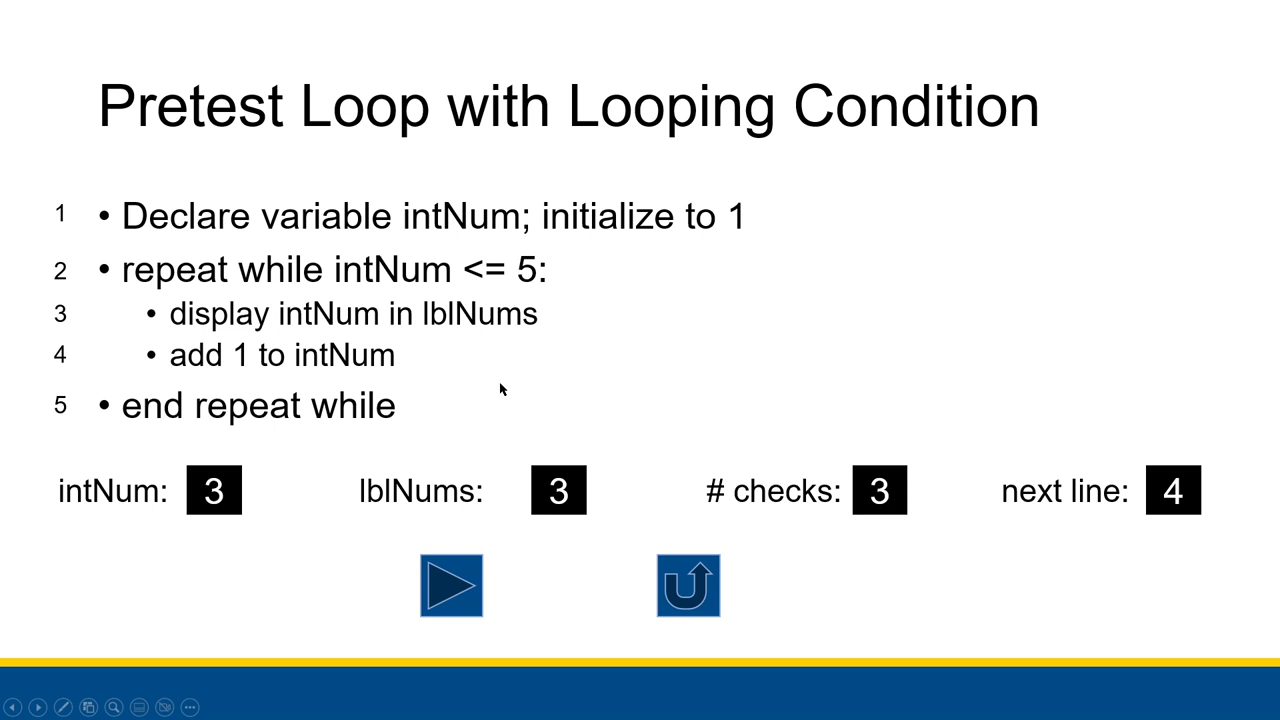 Pretest Loop with Looping Condition
1 • Declare variable intNum; initialize to 1
2 • repeat while intNum <= 5:
3 • display intNum in lblNums
4 • add 1 to intNum
5 • end repeat while
intNum: 3 lblNums: 3 # checks: 3 next line: 4